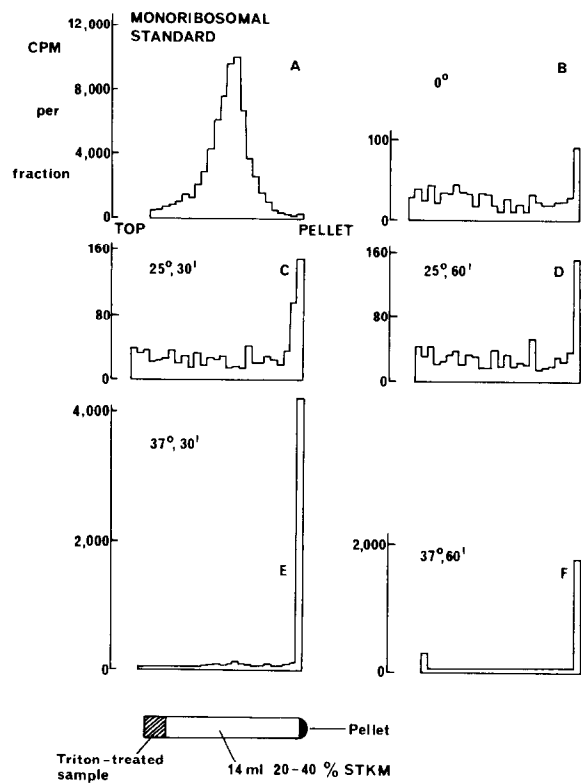 MONORIBOSOMAL
STANDARD
CPM
per
fraction
12,000
8,000
4,000
0
A
TOP
PELLET
B
0°
100
0
C
25°, 30'
160
80
0
D
25°, 60'
160
80
0
E
37°, 30'
4,000
2,000
0
F
37°, 60'
2,000
0
Pellet
Triton-treated
sample
14 ml 20-40 % STKM